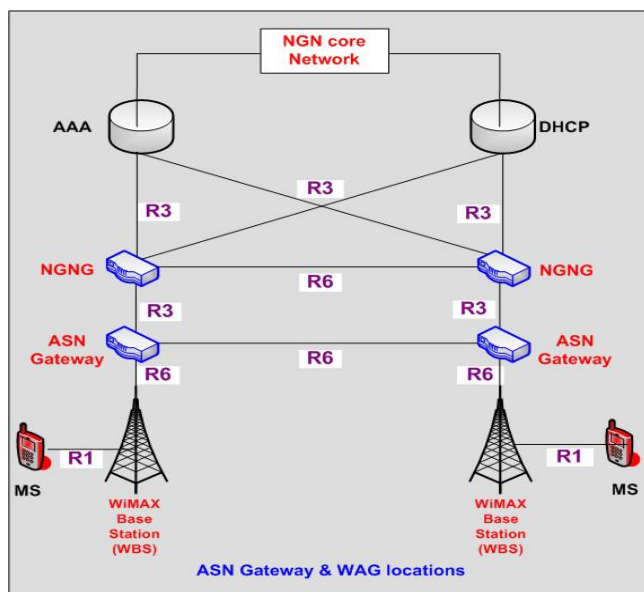 NGN core
Network
AAA
DHCP
R3
R3
R3
NGNG
NGNG
R6
R3
R3
ASN
Gateway
ASN
Gateway
R6
R6
R6
R1
R1
MS
MS
WiMAX
Base
Station
(WBS)
WiMAX
Base
Station
(WBS)
ASN Gateway & WAG locations